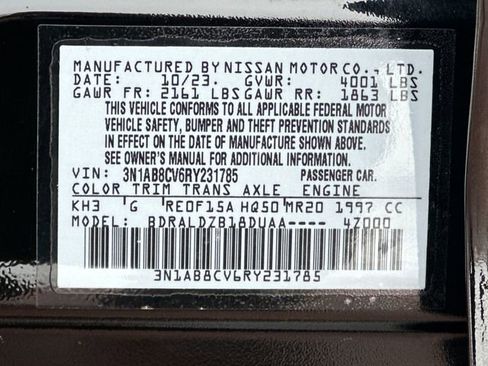 MANUFACTURED BY NISSAN MOTOR CO., LTD.
DATE: 10/23. GVWR: 4001 LBS
GAWR FR: 2161 LBS GAWR RR: 1863 LBS
THIS VEHICLE CONFORMS TO ALL APPLICABLE FEDERAL MOTOR
VEHICLE SAFETY, BUMPER AND THEFT PREVENTION STANDARDS
IN EFFECT ON THE DATE OF MANUFACTURE SHOWN ABOVE.
SEE OWNER'S MANUAL FOR ADDITIONAL INFORMATION.
VIN: 3N1AB8CV6RY231785 PASSENGER CAR.
COLOR TRIM TRANS AXLE ENGINE
KH3 G RE0F15A HQ50 MR20 1997 CC
MODEL: BDRALDZB18DUAA---- 4Z000
3N1AB8CV6RY231785